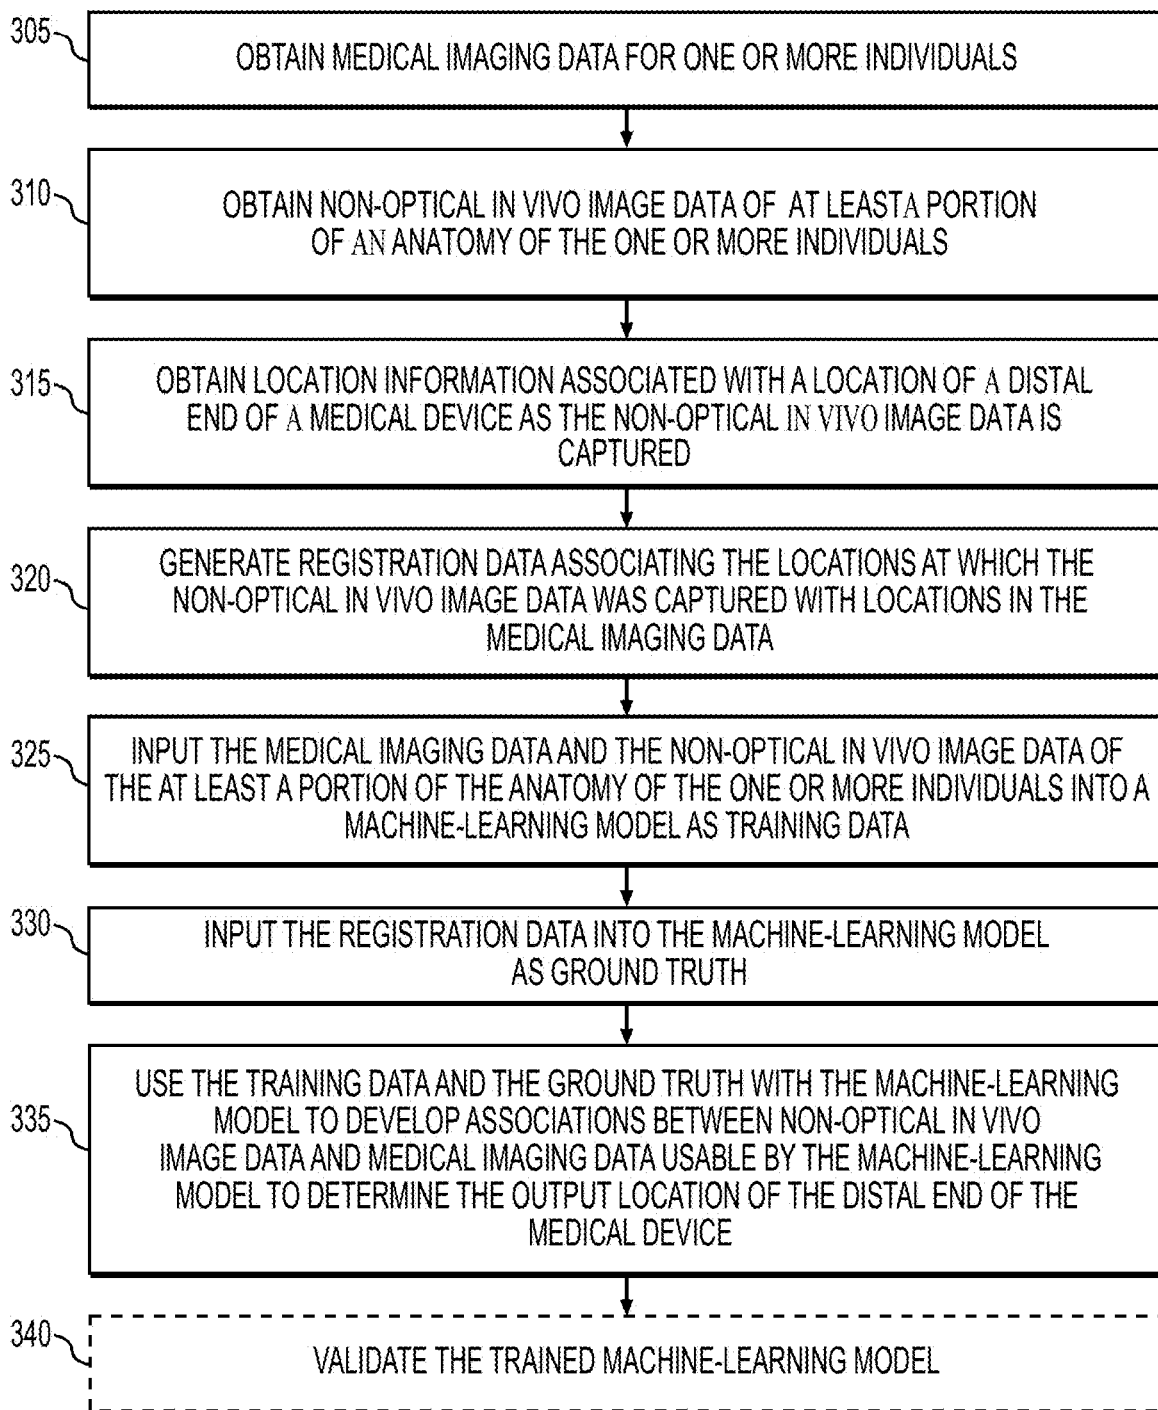 305
OBTAIN MEDICAL IMAGING DATA FOR ONE OR MORE INDIVIDUALS
310
OBTAIN NON-OPTICAL IN VIVO IMAGE DATA OF AT LEAST A PORTION
OF AN ANATOMY OF THE ONE OR MORE INDIVIDUALS
315
OBTAIN LOCATION INFORMATION ASSOCIATED WITH A LOCATION OF A DISTAL
END OF A MEDICAL DEVICE AS THE NON-OPTICAL IN VIVO IMAGE DATA IS
CAPTURED
320
GENERATE REGISTRATION DATA ASSOCIATING THE LOCATIONS AT WHICH THE
NON-OPTICAL IN VIVO IMAGE DATA WAS CAPTURED WITH LOCATIONS IN THE
MEDICAL IMAGING DATA
325
INPUT THE MEDICAL IMAGING DATA AND THE NON-OPTICAL IN VIVO IMAGE DATA OF
THE AT LEAST A PORTION OF THE ANATOMY OF THE ONE OR MORE INDIVIDUALS INTO A
MACHINE-LEARNING MODEL AS TRAINING DATA
330
INPUT THE REGISTRATION DATA INTO THE MACHINE-LEARNING MODEL
AS GROUND TRUTH
335
USE THE TRAINING DATA AND THE GROUND TRUTH WITH THE MACHINE-LEARNING
MODEL TO DEVELOP ASSOCIATIONS BETWEEN NON-OPTICAL IN VIVO
IMAGE DATA AND MEDICAL IMAGING DATA USABLE BY THE MACHINE-LEARNING
MODEL TO DETERMINE THE OUTPUT LOCATION OF THE DISTAL END OF THE
MEDICAL DEVICE
340
VALIDATE THE TRAINED MACHINE-LEARNING MODEL